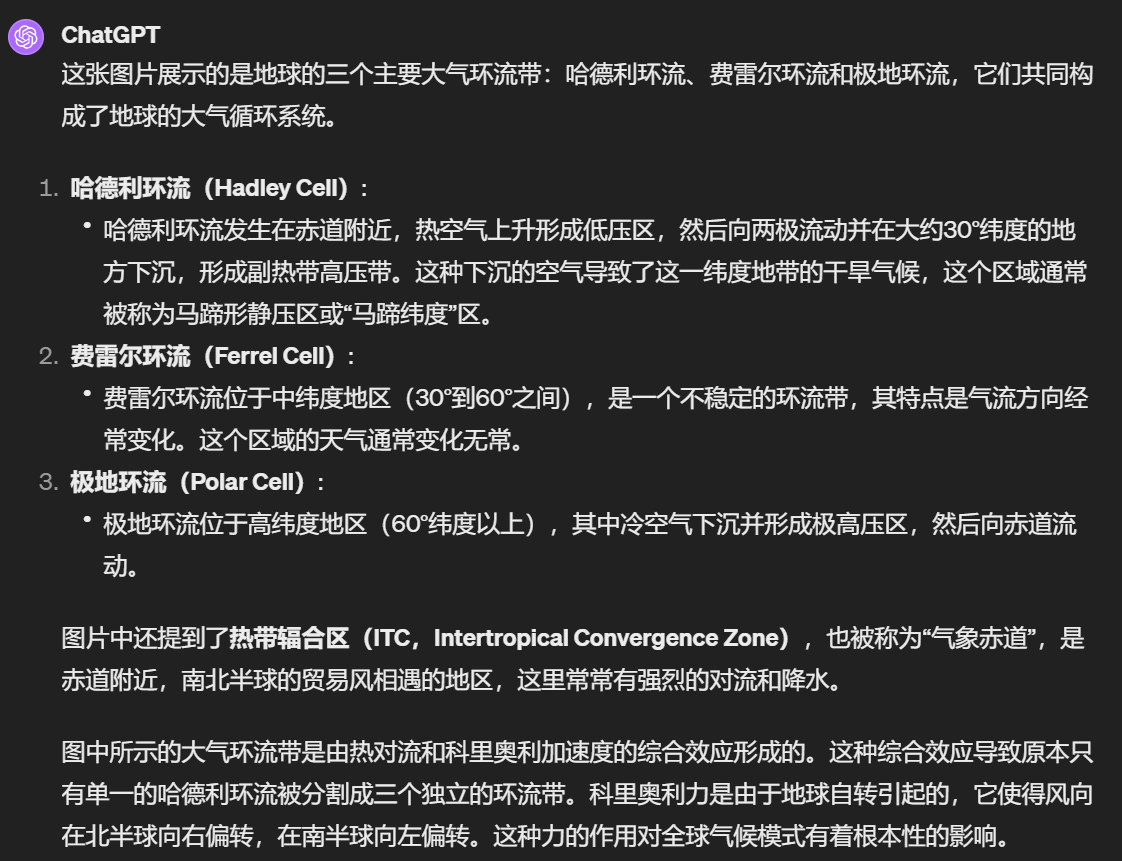 ChatGPT
这张图片展示的是地球的三个主要大气环流带：哈德利环流、费雷尔环流和极地环流，它们共同构
成了地球的大气循环系统。
1. 哈德利环流（Hadley Cell）:
• 哈德利环流发生在赤道附近，热空气上升形成低压区，然后向两极流动并在大约30°纬度的地
方下沉，形成副热带高压带。这种下沉的空气导致了这一纬度地带的干旱气候，这个区域通常
被称为马蹄形静压区或“马蹄纬度”区。
2. 费雷尔环流（Ferrel Cell）:
• 费雷尔环流位于中纬度地区（30°到60°之间），是一个不稳定的环流带，其特点是气流方向经
常变化。这个区域的天气通常变化无常。
3. 极地环流（Polar Cell）:
• 极地环流位于高纬度地区（60°纬度以上），其中冷空气下沉并形成极高压区，然后向赤道流
动。
图片中还提到了热带辐合区（ITC，Intertropical Convergence Zone），也被称为“气象赤道”，是
赤道附近，南北半球的贸易风相遇的地区，这里常常有强烈的对流和降水。
图中所示的大气环流带是由热对流和科里奥利加速度的综合效应形成的。这种综合效应导致原本只
有单一的哈德利环流被分割成三个独立的环流带。科里奥利力是由于地球自转引起的，它使得风向
在北半球向右偏转，在南半球向左偏转。这种力的作用对全球气候模式有着根本性的影响。